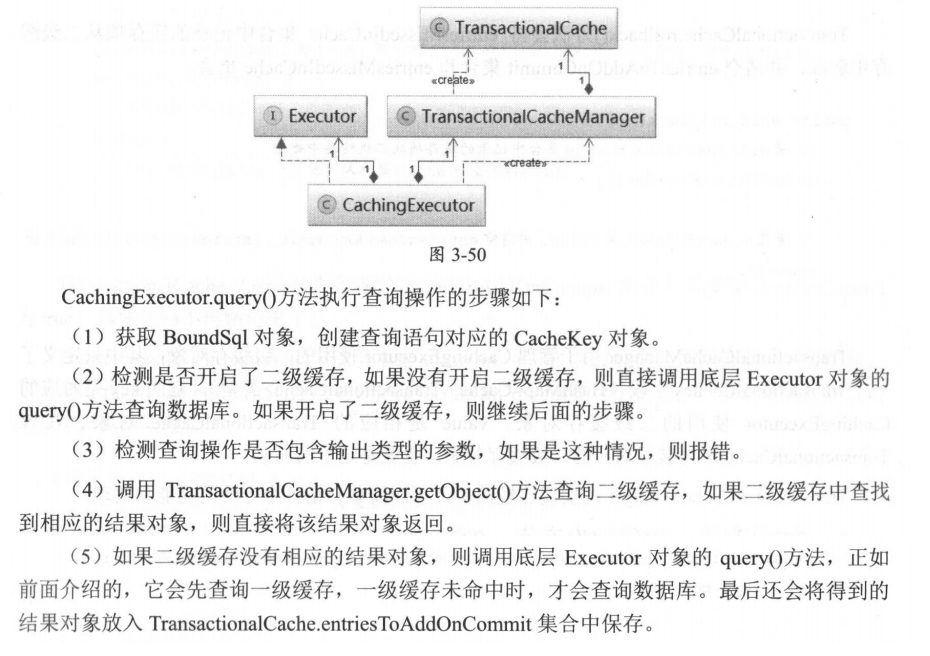 TransactionalCache
«create»
1
1
Executor
TransactionalCacheManager
1
1
«create»
1
1
CachingExecutor
图 3-50
CachingExecutor.query()方法执行查询操作的步骤如下：
（1）获取 BoundSql 对象，创建查询语句对应的 CacheKey 对象。
（2）检测是否开启了二级缓存，如果没有开启二级缓存，则直接调用底层 Executor 对象的
query()方法查询数据库。如果开启了二级缓存，则继续后面的步骤。
（3）检测查询操作是否包含输出类型的参数，如果是这种情况，则报错。
（4）调用 TransactionalCacheManager.getObject()方法查询二级缓存，如果二级缓存中查找
到相应的结果对象，则直接将该结果对象返回。
（5）如果二级缓存没有相应的结果对象，则调用底层 Executor 对象的 query()方法，正如
前面介绍的，它会先查询一级缓存，一级缓存未命中时，才会查询数据库。最后还会将得到的
结果对象放入 TransactionalCache.entriesToAddOnCommit 集合中保存。